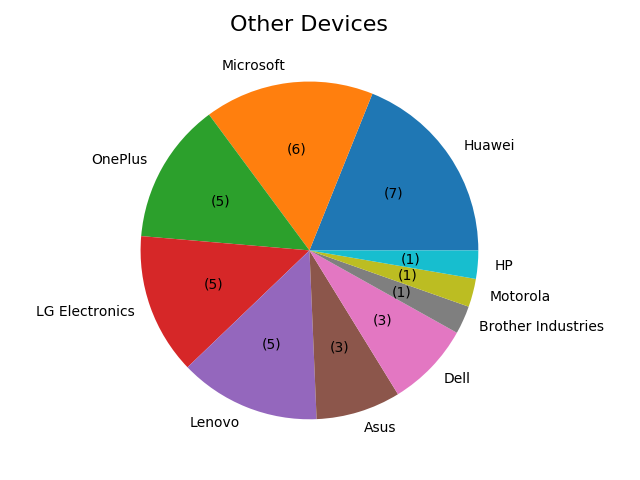 Other Devices
Microsoft
Huawei
OnePlus
(6)
(7)
(5)
LG Electronics
(5)
(1)
HP
(1)
Motorola
(1)
Brother Industries
(3)
(5)
(3)
Dell
Lenovo
Asus